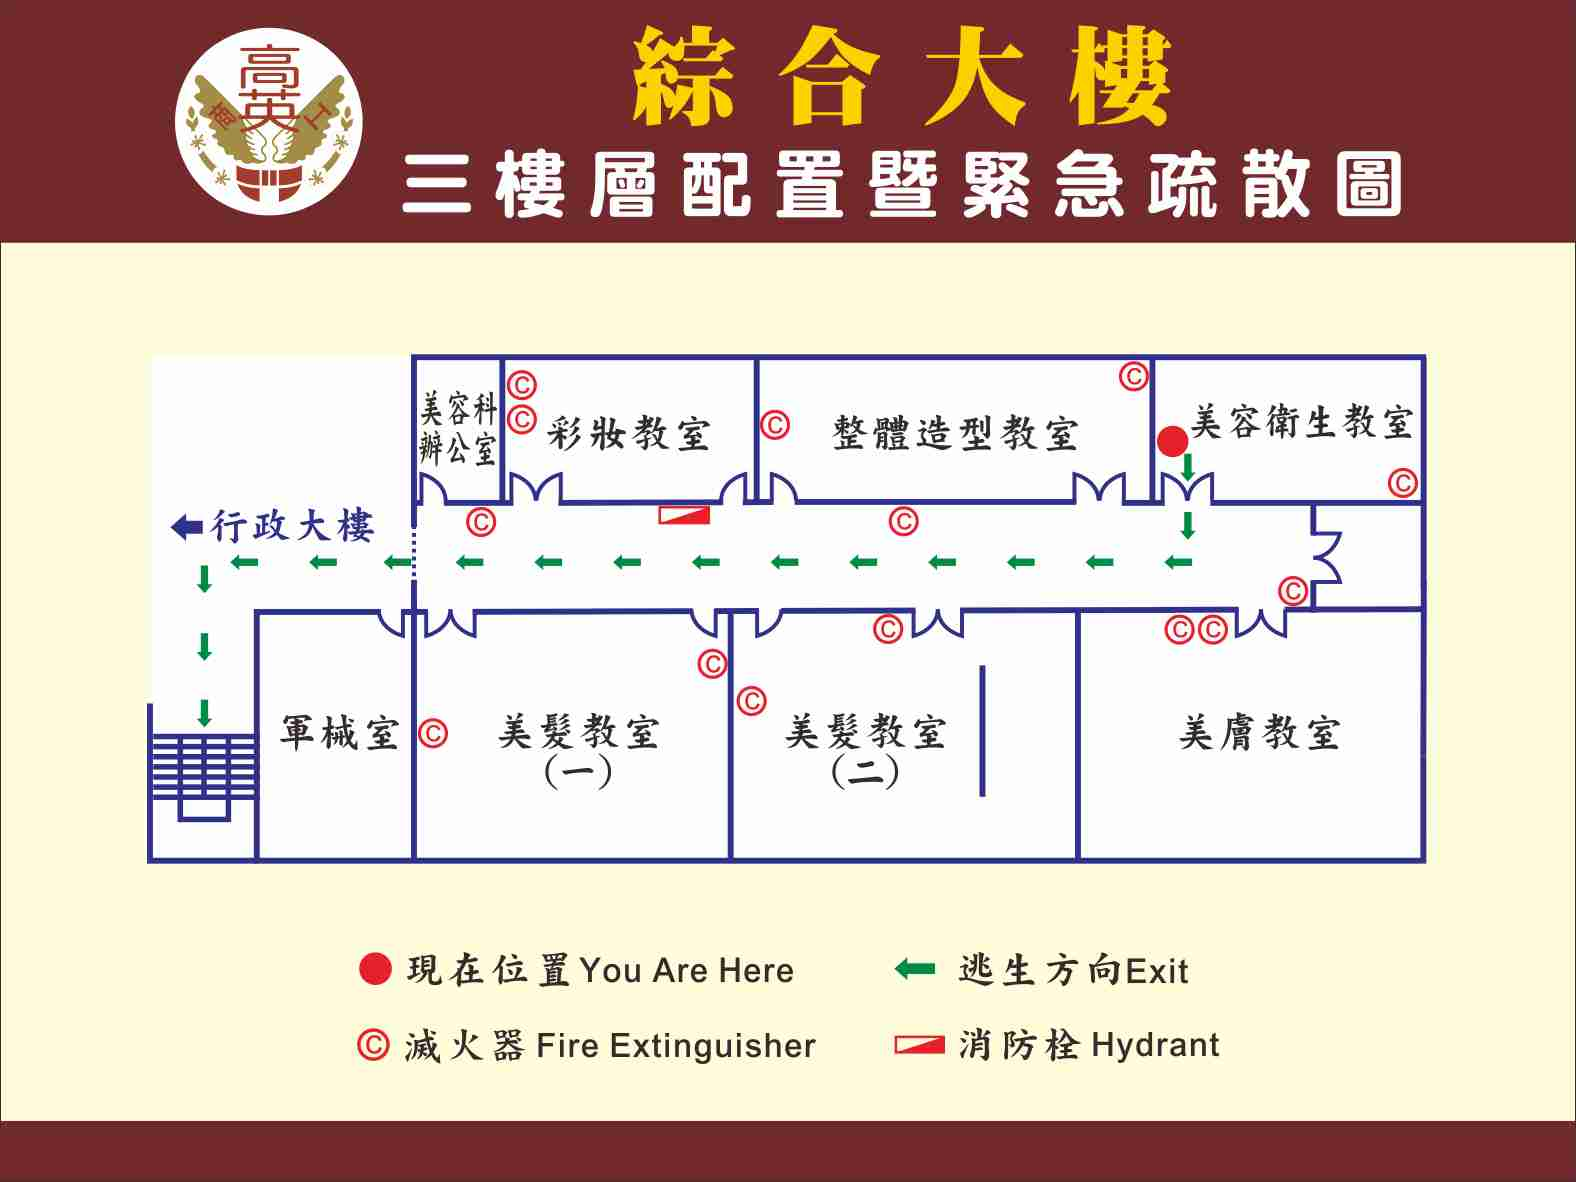 高英
商工
綜合大樓
三樓層配置暨緊急疏散圖
美容科
辦公室
彩妝教室
整體造型教室
美容衛生教室
行政大樓
軍械室
美髮教室
(一)
美髮教室
(二)
美膚教室
現在位置 You Are Here
逃生方向 Exit
滅火器 Fire Extinguisher
消防栓 Hydrant